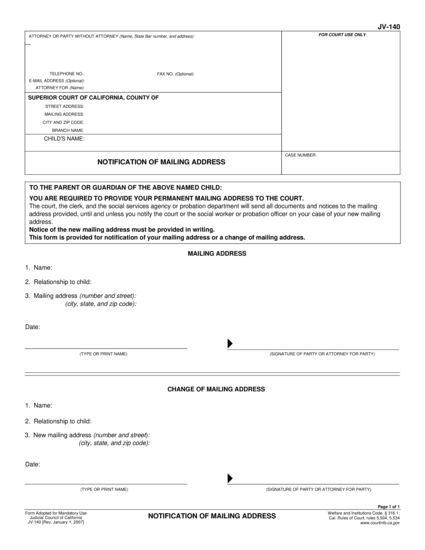 JV-140
ATTORNEY OR PARTY WITHOUT ATTORNEY (Name, State Bar number, and address):
FOR COURT USE ONLY
TELEPHONE NO.:
FAX NO. (Optional):
E-MAIL ADDRESS (Optional):
ATTORNEY FOR (Name):
SUPERIOR COURT OF CALIFORNIA, COUNTY OF
STREET ADDRESS:
MAILING ADDRESS:
CITY AND ZIP CODE:
BRANCH NAME:
CHILD'S NAME:
NOTIFICATION OF MAILING ADDRESS
CASE NUMBER:
TO THE PARENT OR GUARDIAN OF THE ABOVE NAMED CHILD:
YOU ARE REQUIRED TO PROVIDE YOUR PERMANENT MAILING ADDRESS TO THE COURT.
The court, the clerk, and the social services agency or probation department will send all documents and notices to the mailing
address provided, until and unless you notify the court or the social worker or probation officer on your case of your new mailing
address.
Notice of the new mailing address must be provided in writing.
This form is provided for notification of your mailing address or a change of mailing address.
MAILING ADDRESS
1. Name:
2. Relationship to child:
3. Mailing address (number and street):
(city, state, and zip code):
Date:
(TYPE OR PRINT NAME)
(SIGNATURE OF PARTY OR ATTORNEY FOR PARTY)
CHANGE OF MAILING ADDRESS
1. Name:
2. Relationship to child:
3. New mailing address (number and street):
(city, state, and zip code):
Date:
(TYPE OR PRINT NAME)
(SIGNATURE OF PARTY OR ATTORNEY FOR PARTY)
Page 1 of 1
Form Adopted for Mandatory Use
Judicial Council of California
JV-140 [Rev. January 1, 2007]
NOTIFICATION OF MAILING ADDRESS
Welfare and Institutions Code, § 316.1;
Cal. Rules of Court, rules 5.504, 5.534
www.courtinfo.ca.gov